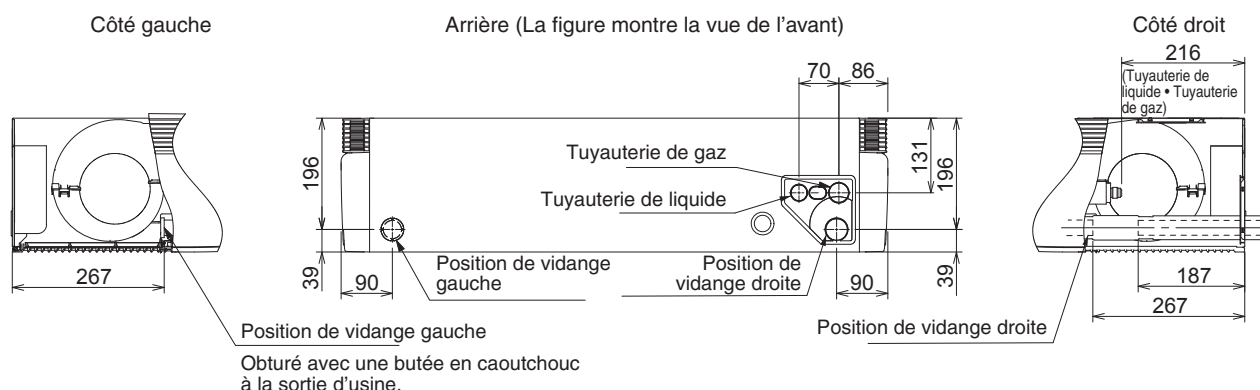 Côté gauche
Arrière (La figure montre la vue de l’avant)
Côté droit
216
70
86
(Tuyauterie de
liquide • Tuyauterie
de gaz)
196
Tuyauterie de gaz
131
196
Tuyauterie de liquide
267
39
90
Position de vidange
gauche
Position de
vidange droite
90
39
187
267
Position de vidange gauche
Position de vidange droite
Obturé avec une butée en caoutchouc
à la sortie d'usine.